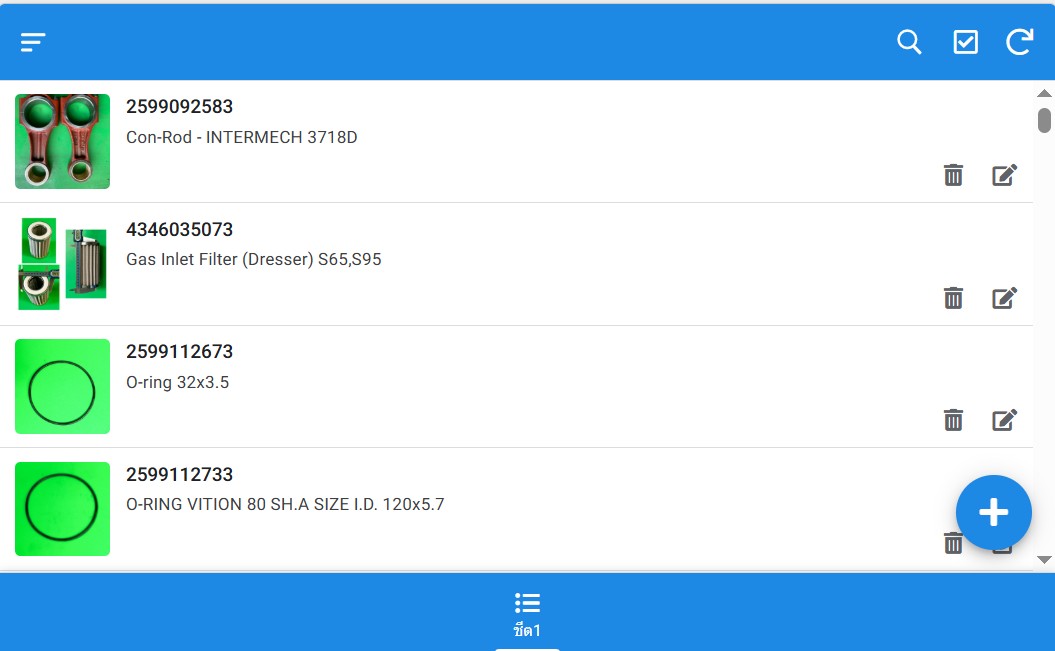 2599092583
Con-Rod - INTERMECH 3718D
4346035073
Gas Inlet Filter (Dresser) S65,S95
2599112673
O-ring 32x3.5
2599112733
O-RING VITION 80 SH.A SIZE I.D. 120x5.7
ชีต1